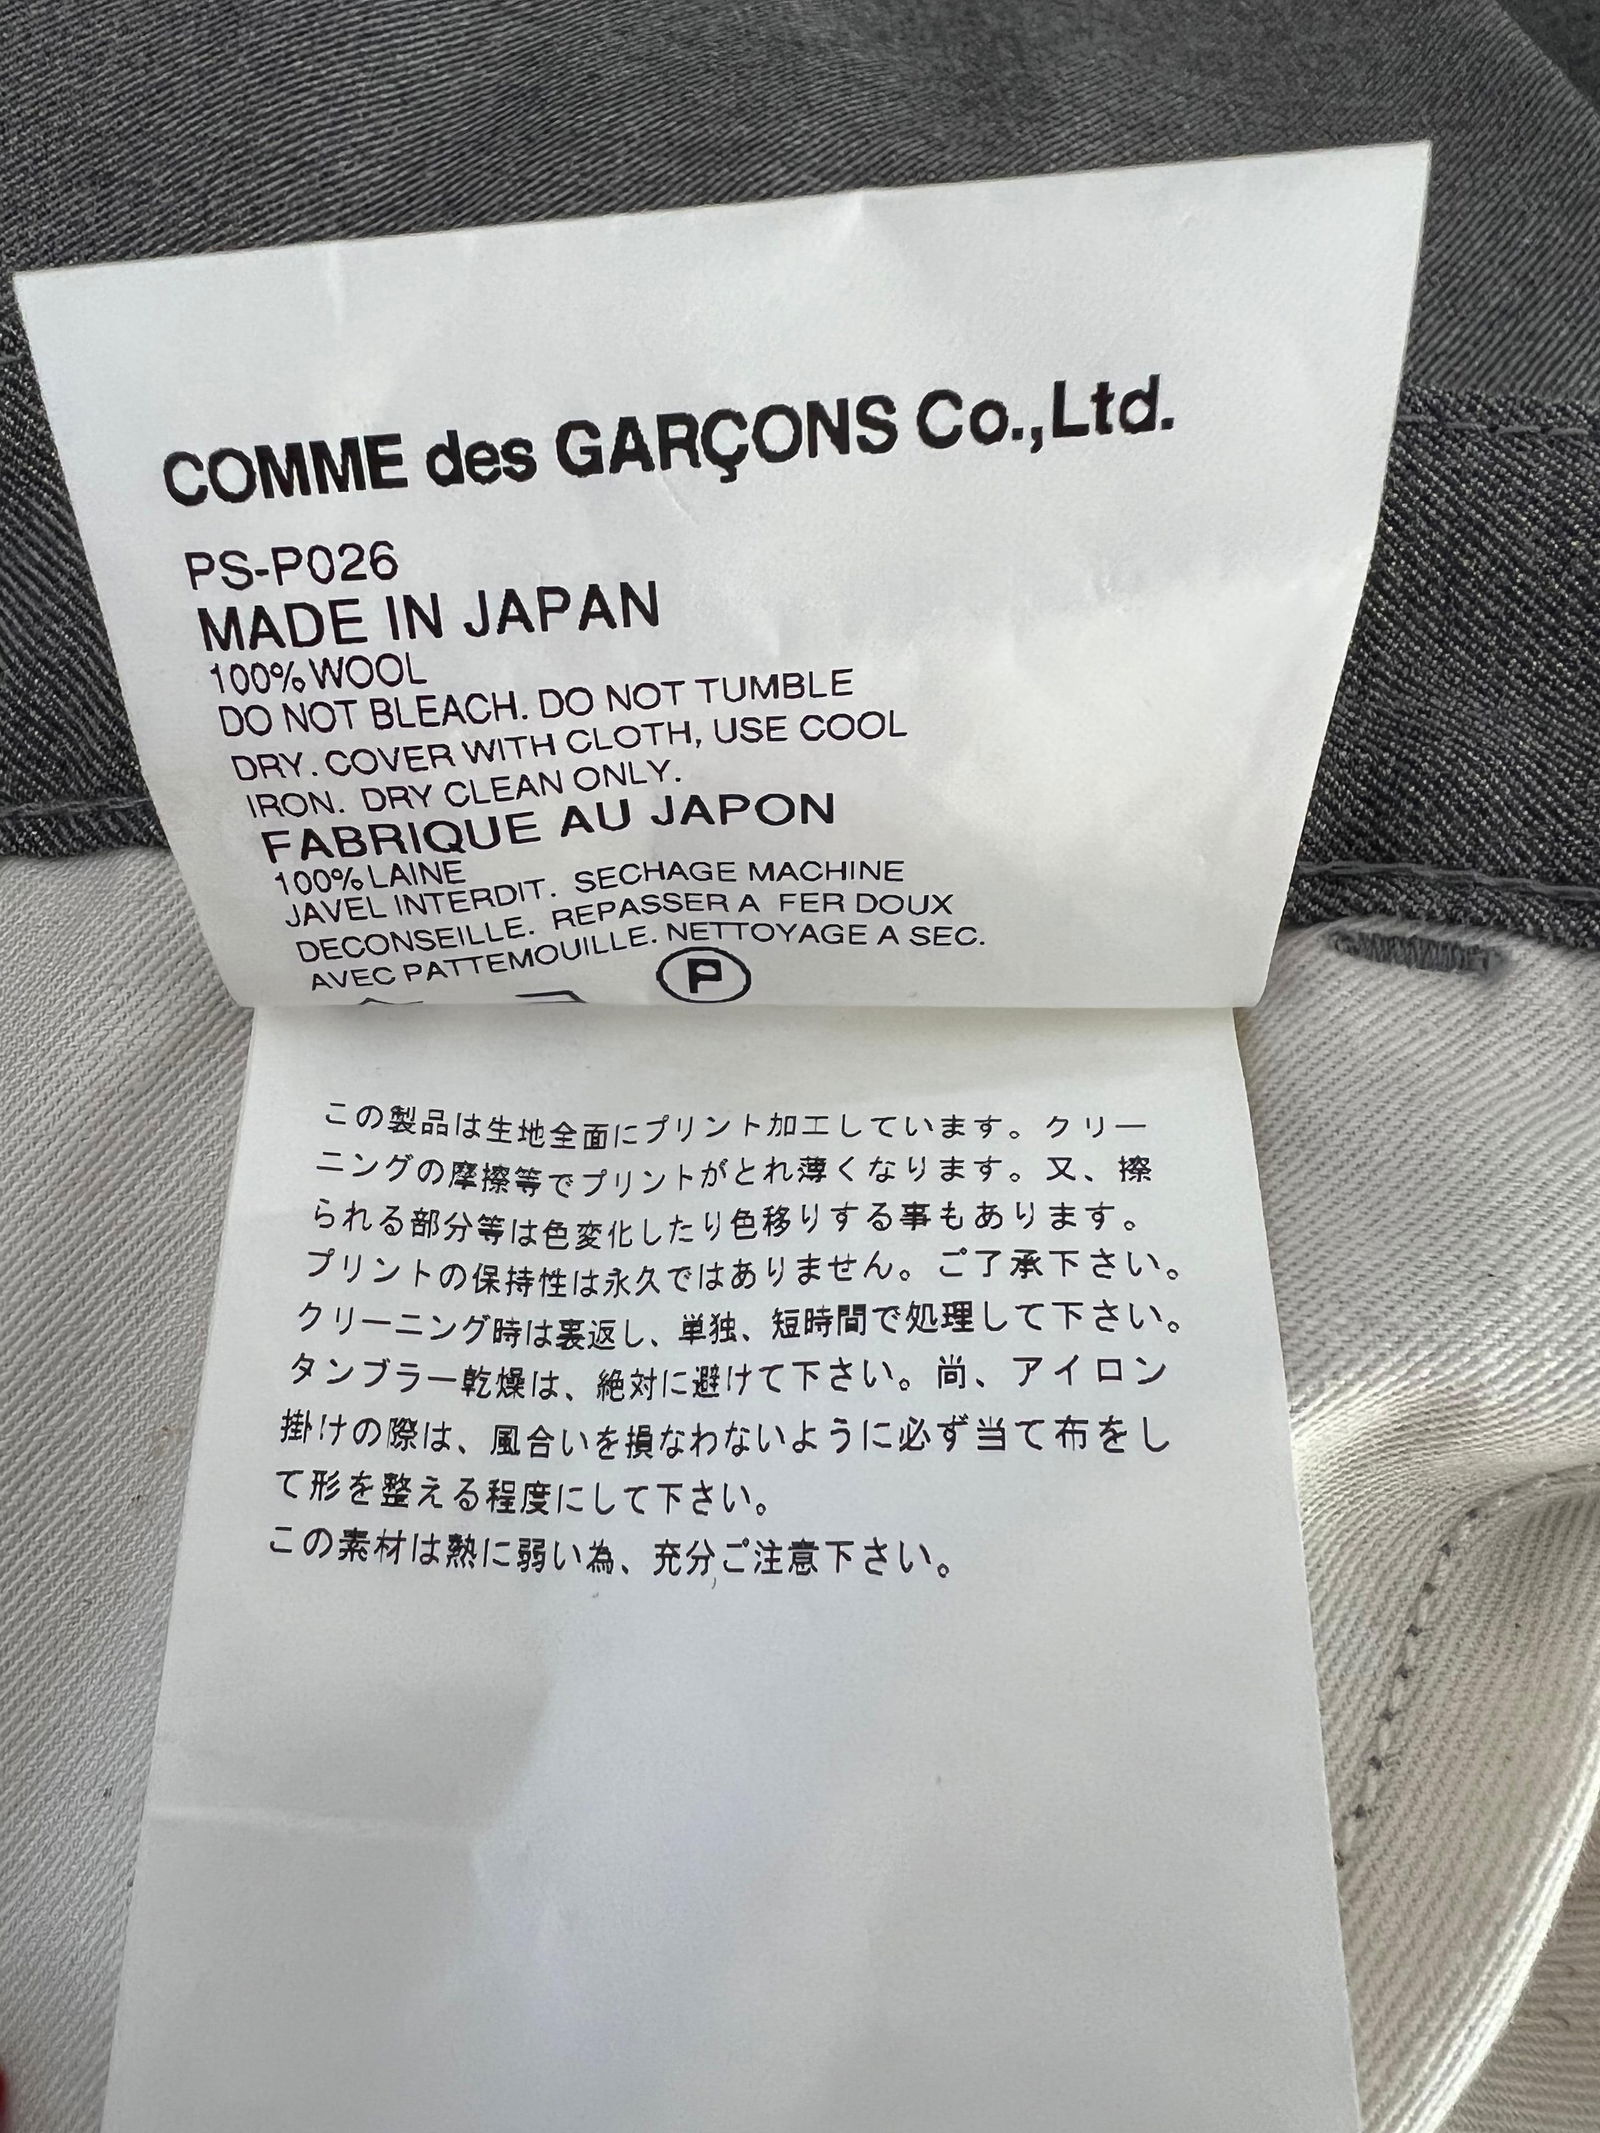 COMME des GARÇONS Co.,Ltd.
PS-P026
MADE IN JAPAN
100% WOOL
DO NOT BLEACH. DO NOT TUMBLE
DRY. COVER WITH CLOTH, USE COOL
IRON. DRY CLEAN ONLY.
FABRIQUE AU JAPON
100% LAINE
JAVEL INTERDIT. SECHAGE MACHINE
DECONSEILLE. REPASSER A FER DOUX
AVEC PATTEMOUILLE. NETTOYAGE A SEC.
P
この製品は生地全面にプリント加工しています。クリー
ニングの摩擦等でプリントがとれ薄くなります。又、擦
られる部分等は色変化したり色移りする事もあります。
プリントの保持性は永久ではありません。ご了承下さい。
クリーニング時は裏返し、単独、短時間で処理して下さい。
タンブラー乾燥は、絶対に避けて下さい。尚、アイロン
掛けの際は、風合いを損なわないように必ず当て布をし
て形を整える程度にして下さい。
この素材は熱に弱い為、充分ご注意下さい。